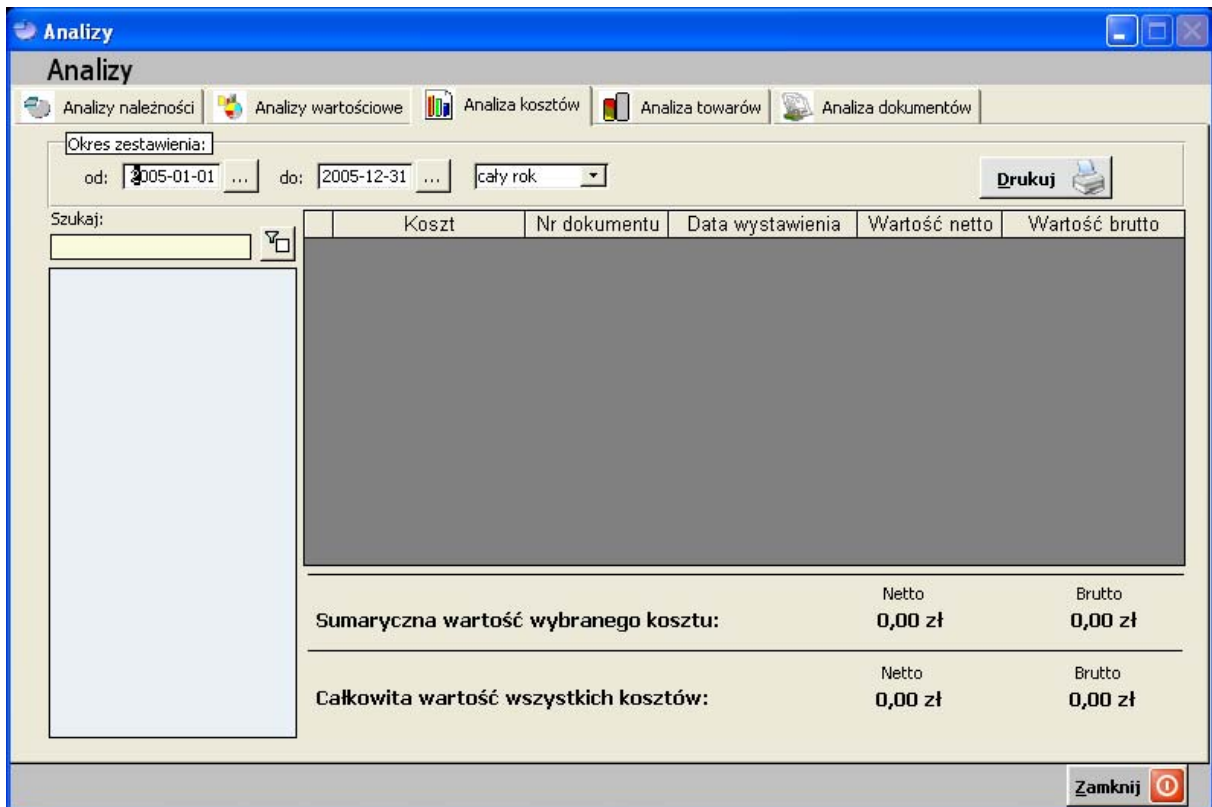 Analizy
Analizy
Analizy należności Analizy wartościowe Analiza kosztów Analiza towarów Analiza dokumentów
Okres zestawienia:
od: 2005-01-01 ... do: 2005-12-31 ... cały rok Drukuj
Szukaj:
Koszt Nr dokumentu Data wystawienia Wartość netto Wartość brutto
Netto Brutto
Sumaryczna wartość wybranego kosztu: 0,00 zł 0,00 zł
Netto Brutto
Całkowita wartość wszystkich kosztów: 0,00 zł 0,00 zł
Zamknij